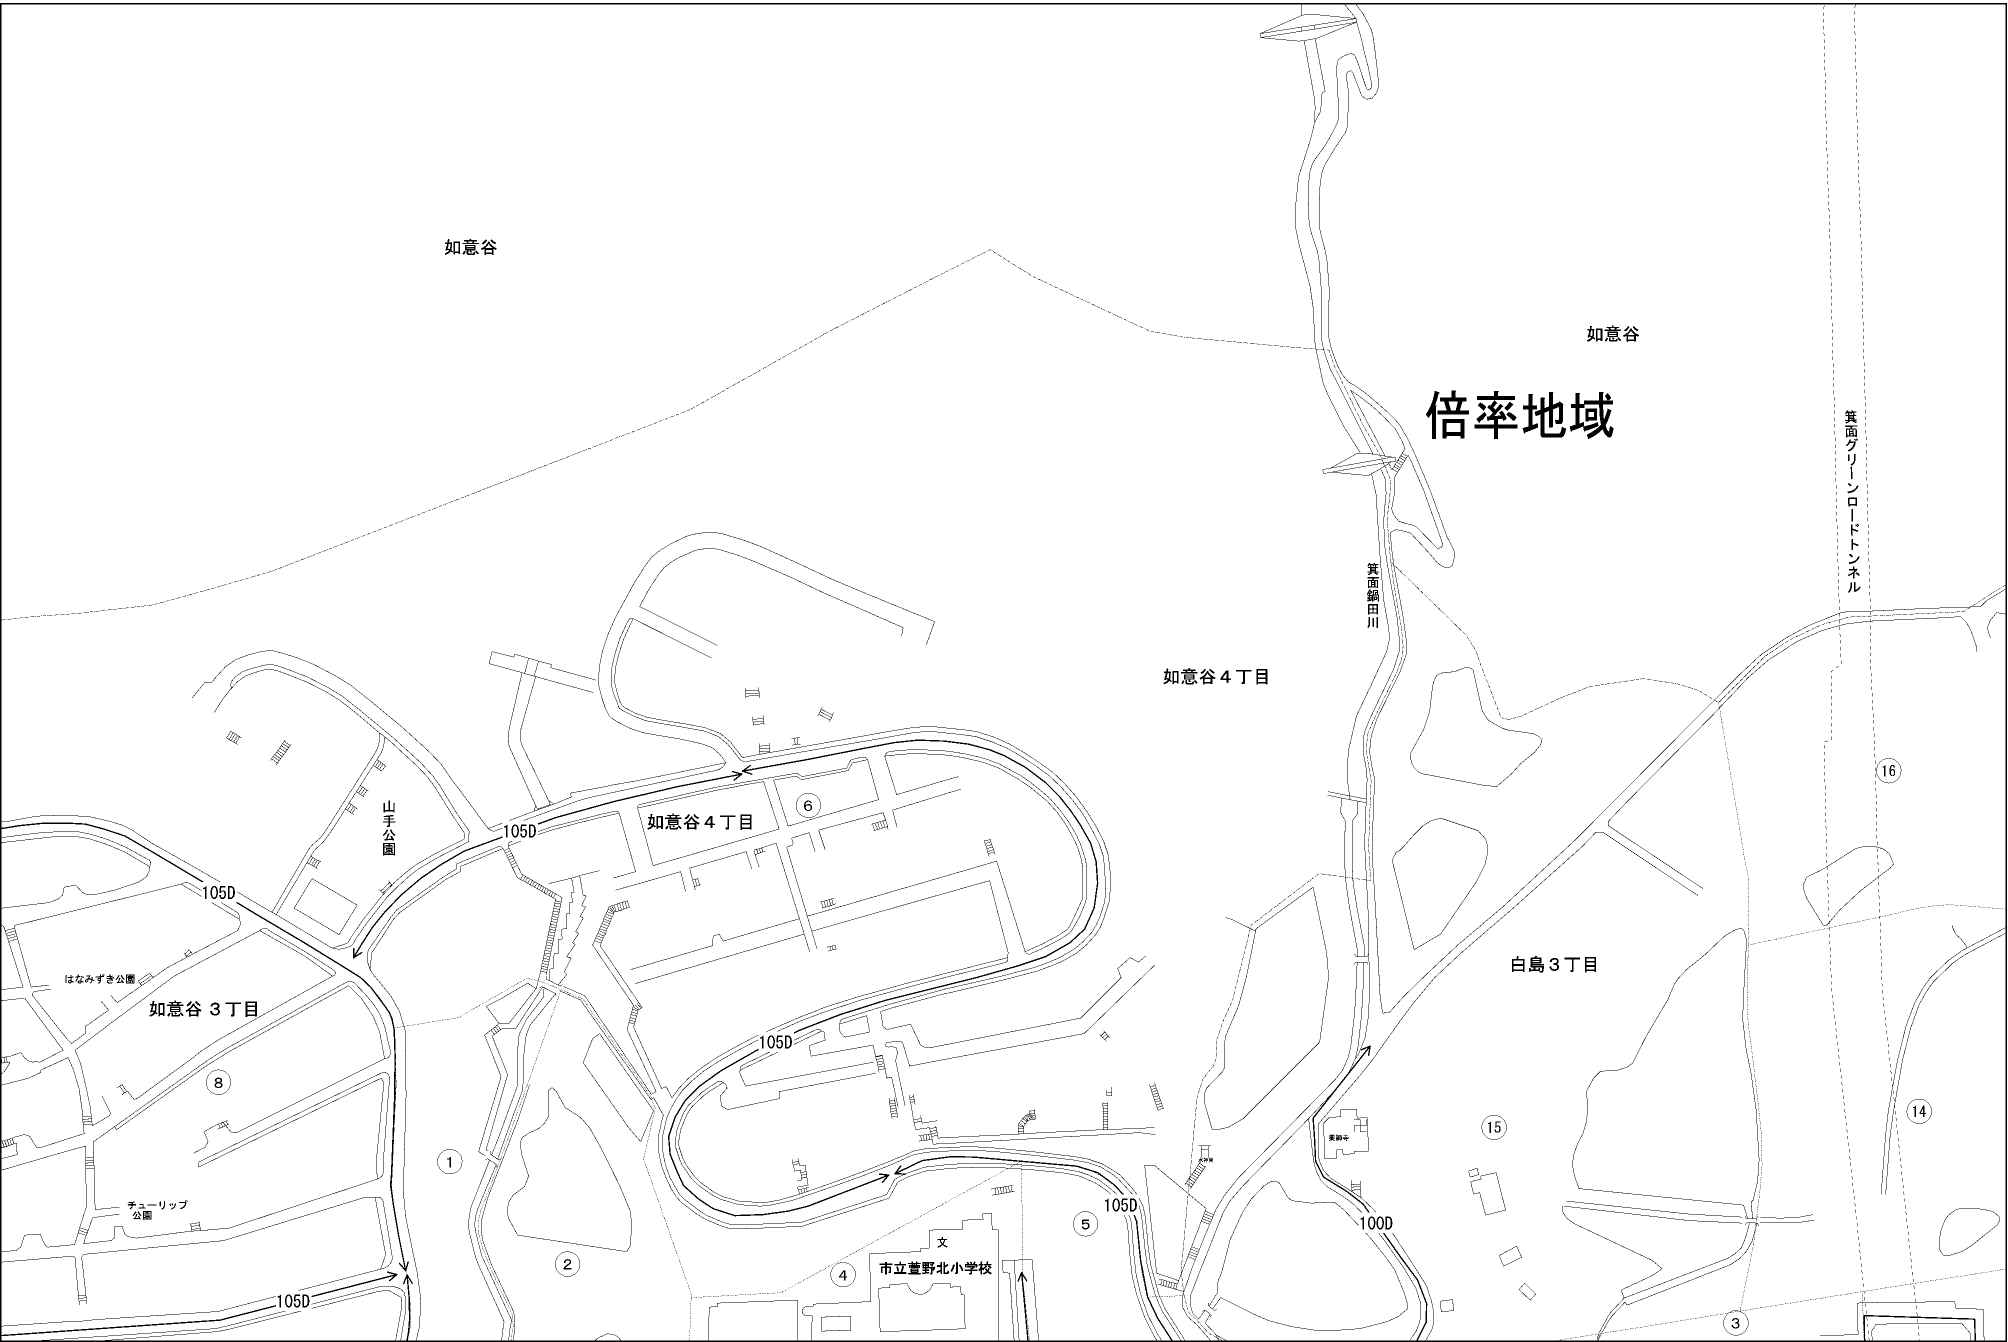 如意谷
如意谷
倍率地域
箕面グリーンロードトンネル
箕面鍋田川
如意谷4丁目
16
山手公園
6
如意谷4丁目
105D
105D
はなみずき公園
如意谷 3丁目
白島3丁目
105D
8
薬師寺
15
14
1
チューリップ
公園
105D
5
100D
文
市立萱野北小学校
2
4
105D
3